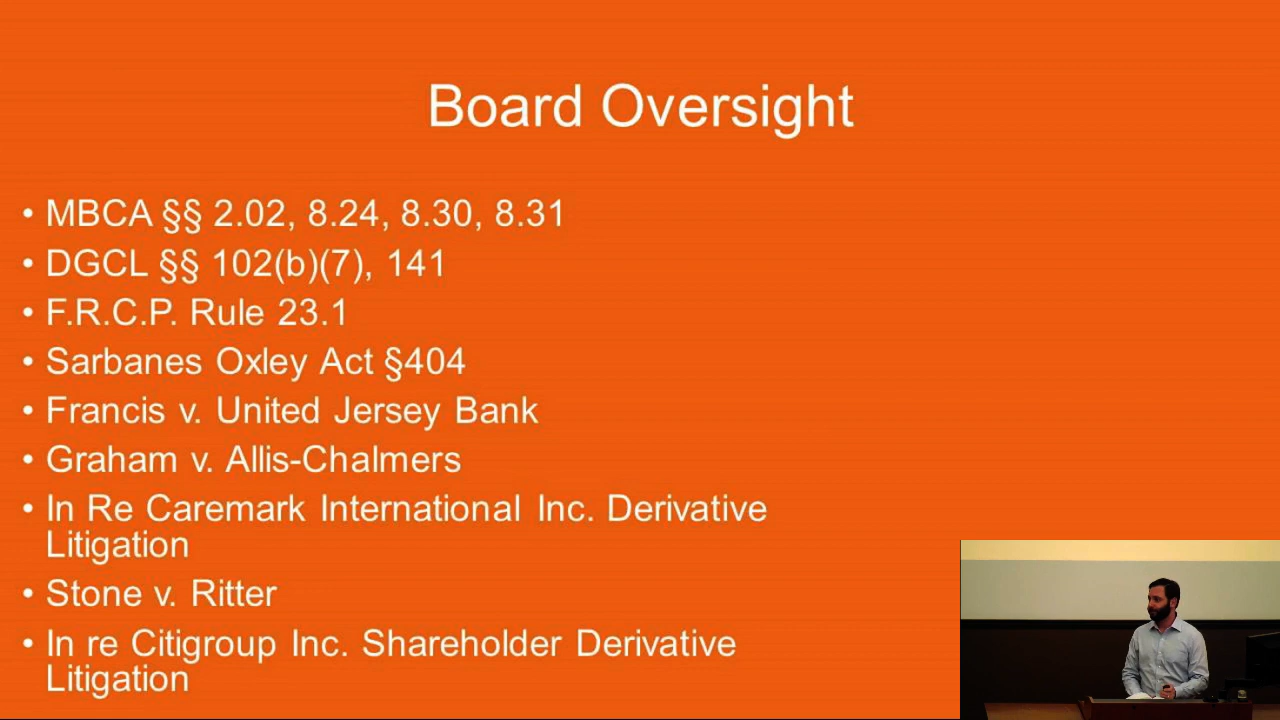 Board Oversight
• MBCA §§ 2.02, 8.24, 8.30, 8.31
• DGCL §§ 102(b)(7), 141
• F.R.C.P. Rule 23.1
• Sarbanes Oxley Act §404
• Francis v. United Jersey Bank
• Graham v. Allis-Chalmers
• In Re Caremark International Inc. Derivative
Litigation
• Stone v. Ritter
• In re Citigroup Inc. Shareholder Derivative
Litigation